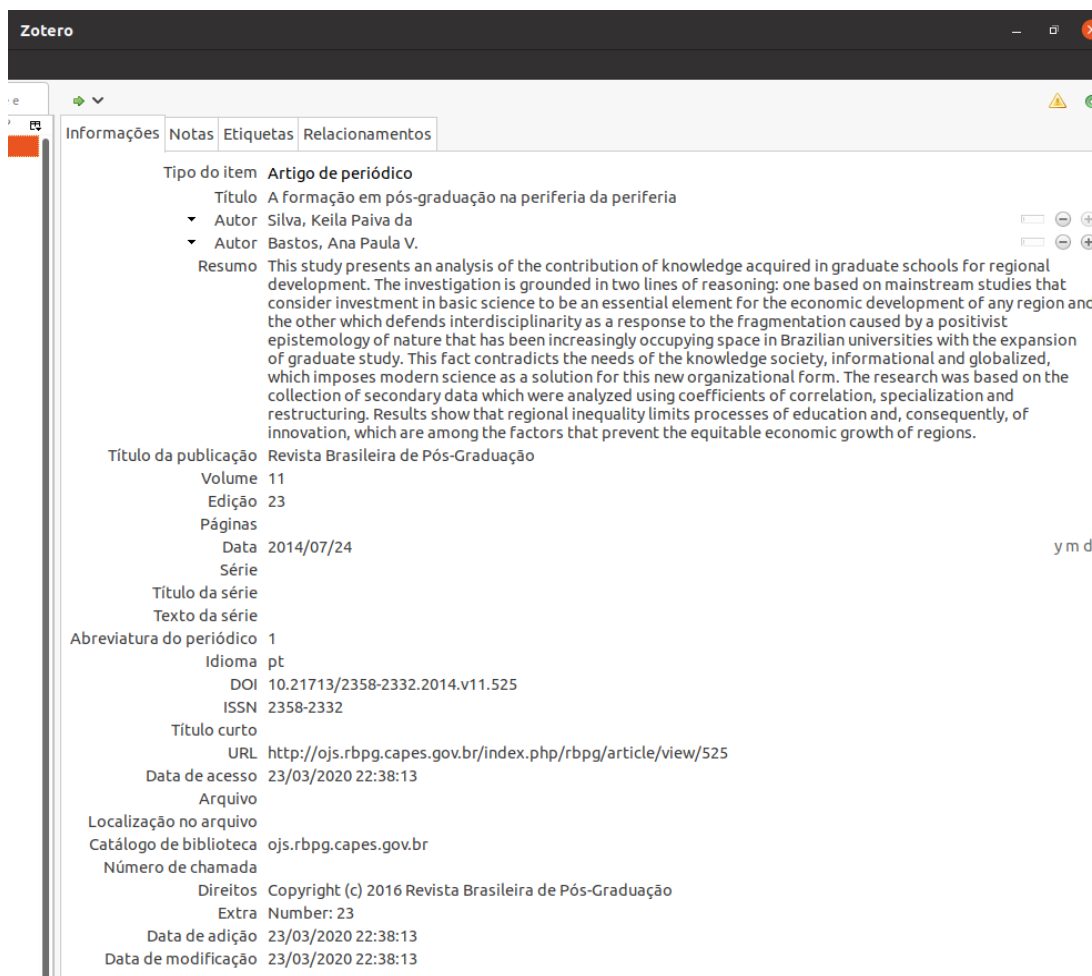 Zotero
e
Informações Notas Etiquetas Relacionamentos
Tipo do item Artigo de periódico
Título A formação em pós-graduação na periferia da periferia
Autor Silva, Keila Paiva da
Autor Bastos, Ana Paula V.
Resumo This study presents an analysis of the contribution of knowledge acquired in graduate schools for regional
development. The investigation is grounded in two lines of reasoning: one based on mainstream studies that
consider investment in basic science to be an essential element for the economic development of any region and
the other which defends interdisciplinarity as a response to the fragmentation caused by a positivist
epistemology of nature that has been increasingly occupying space in Brazilian universities with the expansion
of graduate study. This fact contradicts the needs of the knowledge society, informational and globalized,
which imposes modern science as a solution for this new organizational form. The research was based on the
collection of secondary data which were analyzed using coefficients of correlation, specialization and
restructuring. Results show that regional inequality limits processes of education and, consequently, of
innovation, which are among the factors that prevent the equitable economic growth of regions.
Título da publicação Revista Brasileira de Pós-Graduação
Volume 11
Edição 23
Páginas
Data 2014/07/24 y m d
Série
Título da série
Texto da série
Abreviatura do periódico 1
Idioma pt
DOI 10.21713/2358-2332.2014.v11.525
ISSN 2358-2332
Título curto
URL http://ojs.rbpg.capes.gov.br/index.php/rbpg/article/view/525
Data de acesso 23/03/2020 22:38:13
Arquivo
Localização no arquivo
Catálogo de biblioteca ojs.rbpg.capes.gov.br
Número de chamada
Direitos Copyright (c) 2016 Revista Brasileira de Pós-Graduação
Extra Number: 23
Data de adição 23/03/2020 22:38:13
Data de modificação 23/03/2020 22:38:13